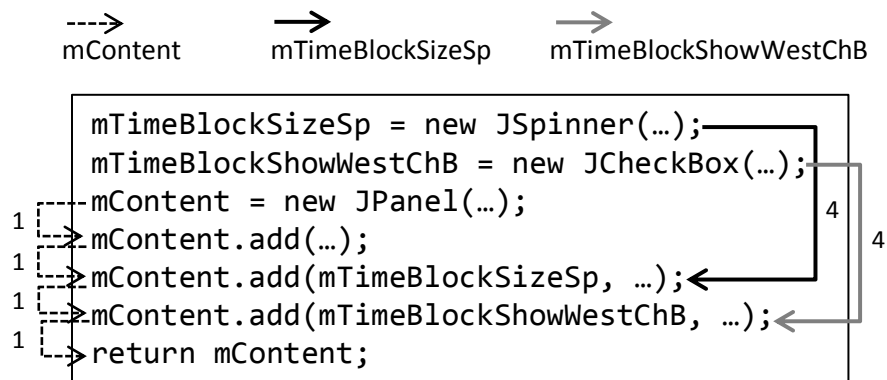 mContent mTimeBlockSizeSp mTimeBlockShowWestChB
mTimeBlockSizeSp = new JSpinner(…);
mTimeBlockShowWestChB = new JCheckBox(…);
mContent = new JPanel(…);
4
1
mContent.add(…);
4
1
mContent.add(mTimeBlockSizeSp, …);
1
mContent.add(mTimeBlockShowWestChB, …);
1
return mContent;